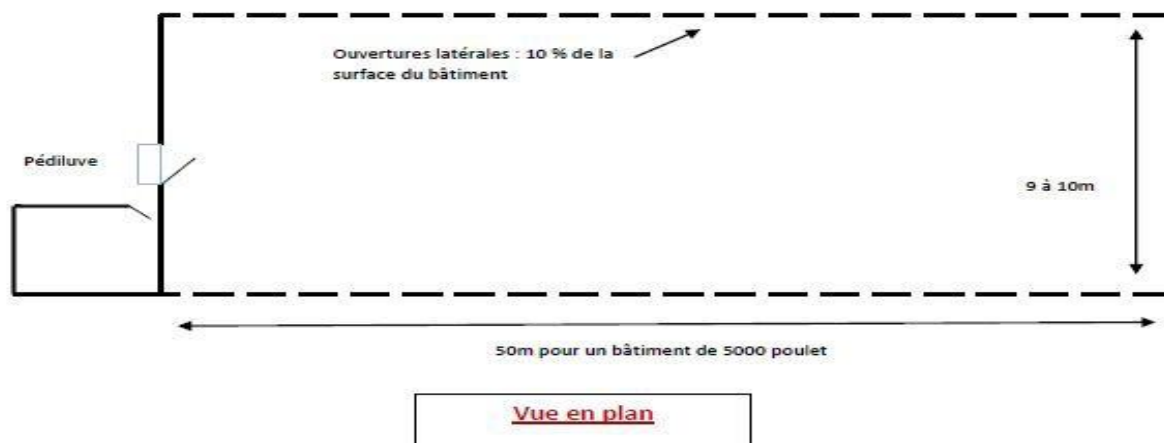 Ouvertures latérales : 10 % de la
surface du bâtiment
Pédiluve
9 à 10m
50m pour un bâtiment de 5000 poulet
Vue en plan